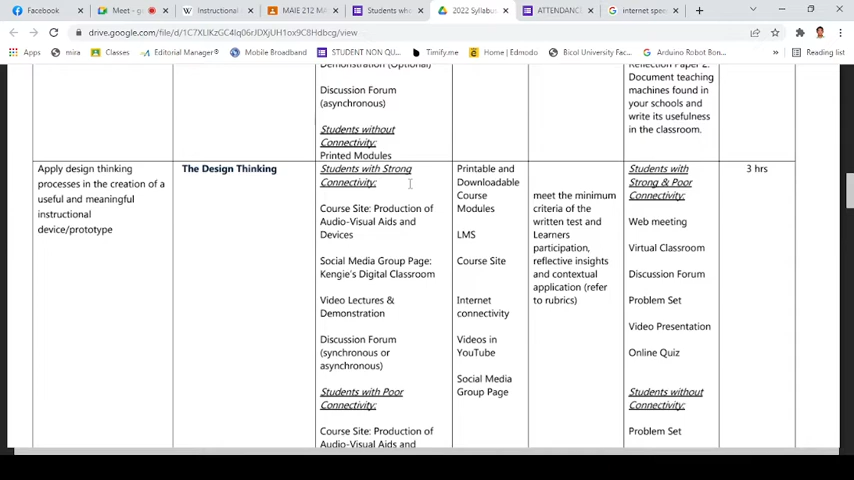 Facebook
Meet - g
Instructional
MAIE 212 M
Students who
2022 Syllabus
ATTENDANC
internet spee
drive.google.com/file/d/1C7XLIKzGC4lq06rJDXjUH1ox9C8Hdbcg/view
Apps
mira
Classes
Editorial Manager®
Mobile Broadband
STUDENT NON QU...
Timify.me
Home | Edmodo
Bicol University Fac...
Arduino Robot Bon...
Reading list
Demonstration (Optional)
Discussion Forum
(asynchronous)
Students without
Connectivity:
Printed Modules
Reflection Paper 2:
Document teaching
machines found in
your schools and
write its usefulness
in the classroom.
Apply design thinking
processes in the creation of a
useful and meaningful
instructional
device/prototype
The Design Thinking
Students with Strong
Connectivity:
Course Site: Production of
Audio-Visual Aids and
Devices
Social Media Group Page:
Kengie's Digital Classroom
Video Lectures &
Demonstration
Discussion Forum
(synchronous or
asynchronous)
Students with Poor
Connectivity:
Course Site: Production of
Audio-Visual Aids and
Printable and
Downloadable
Course
Modules
LMS
Course Site
Internet
connectivity
Videos in
YouTube
Social Media
Group Page
meet the minimum
criteria of the
written test and
Learners
participation,
reflective insights
and contextual
application (refer
to rubrics)
Students with
Strong & Poor
Connectivity:
Web meeting
Virtual Classroom
Discussion Forum
Problem Set
Video Presentation
Online Quiz
Students without
Connectivity:
Problem Set
3 hrs